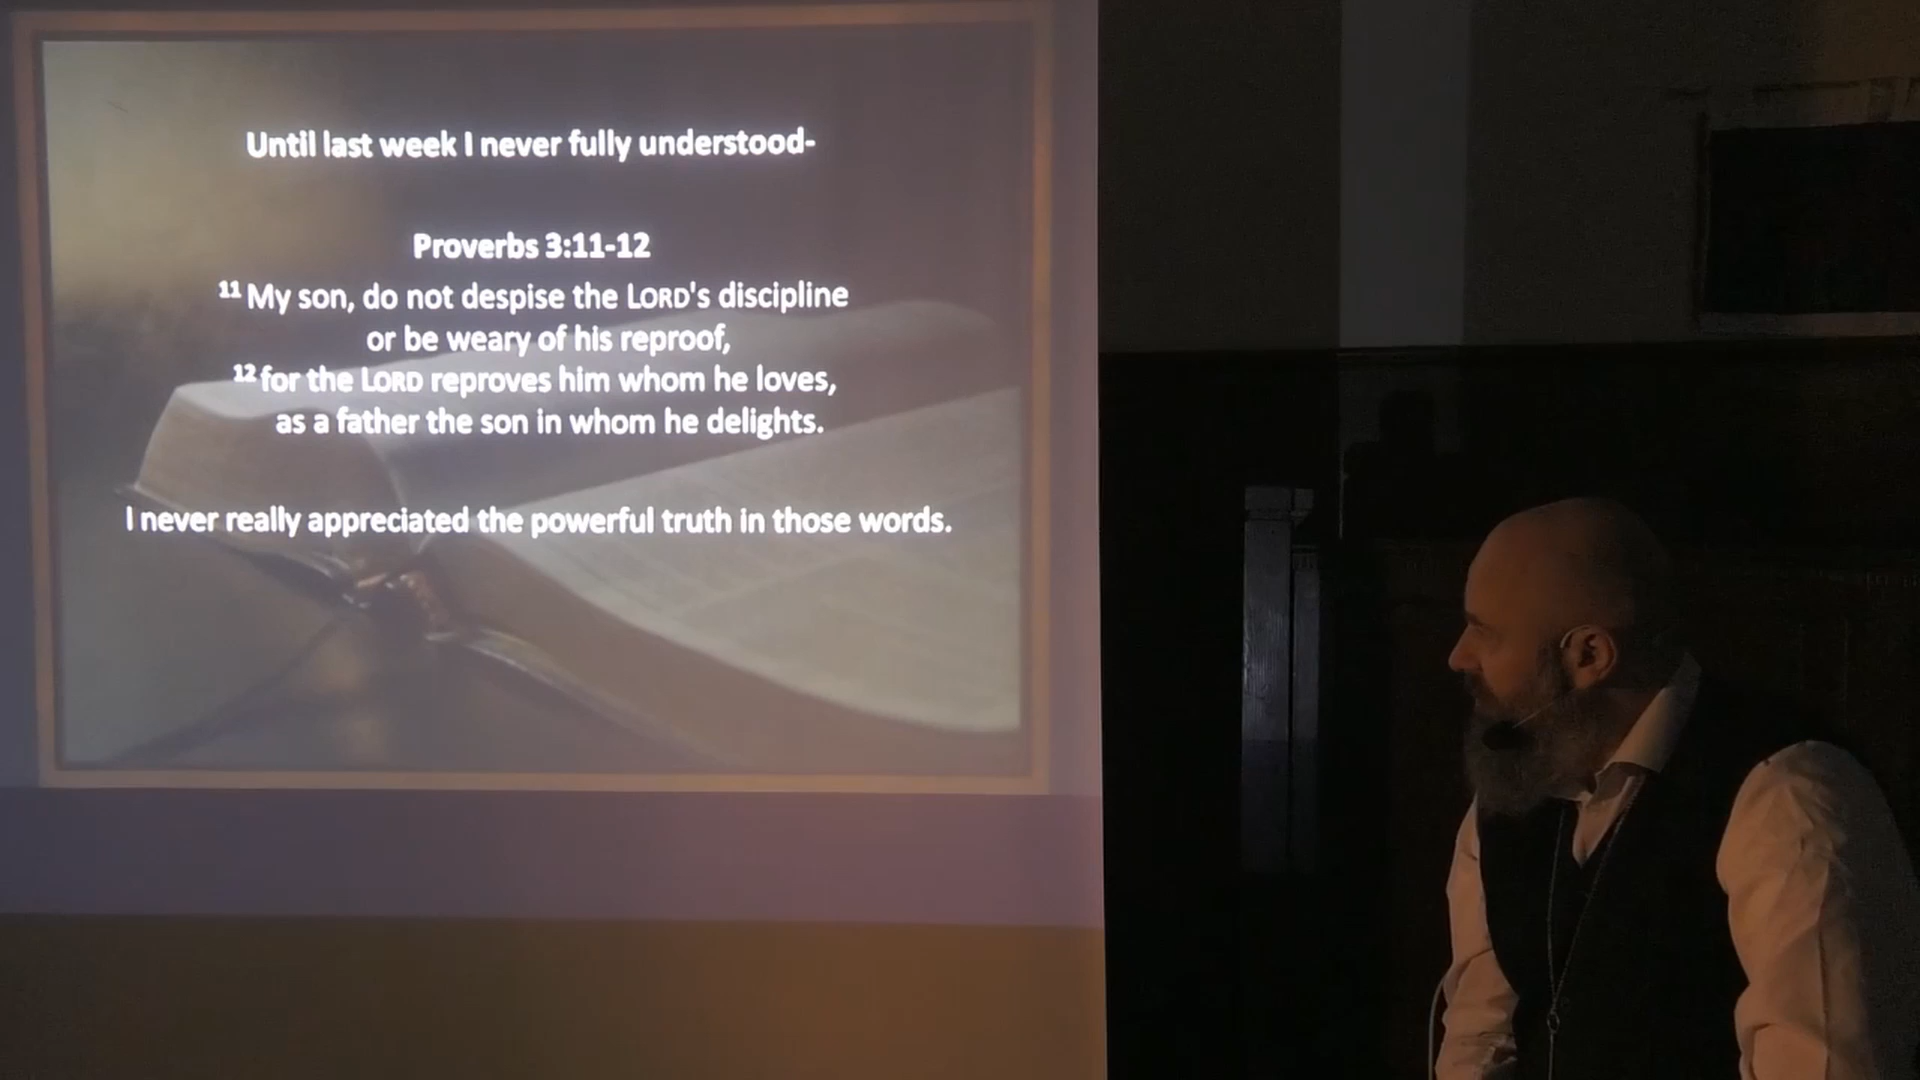 Until last week I never fully understood-
Proverbs 3:11-12
11 My son, do not despise the LORD's discipline
or be weary of his reproof,
12 for the LORD reproves him whom he loves,
as a father the son in whom he delights.
I never really appreciated the powerful truth in those words.